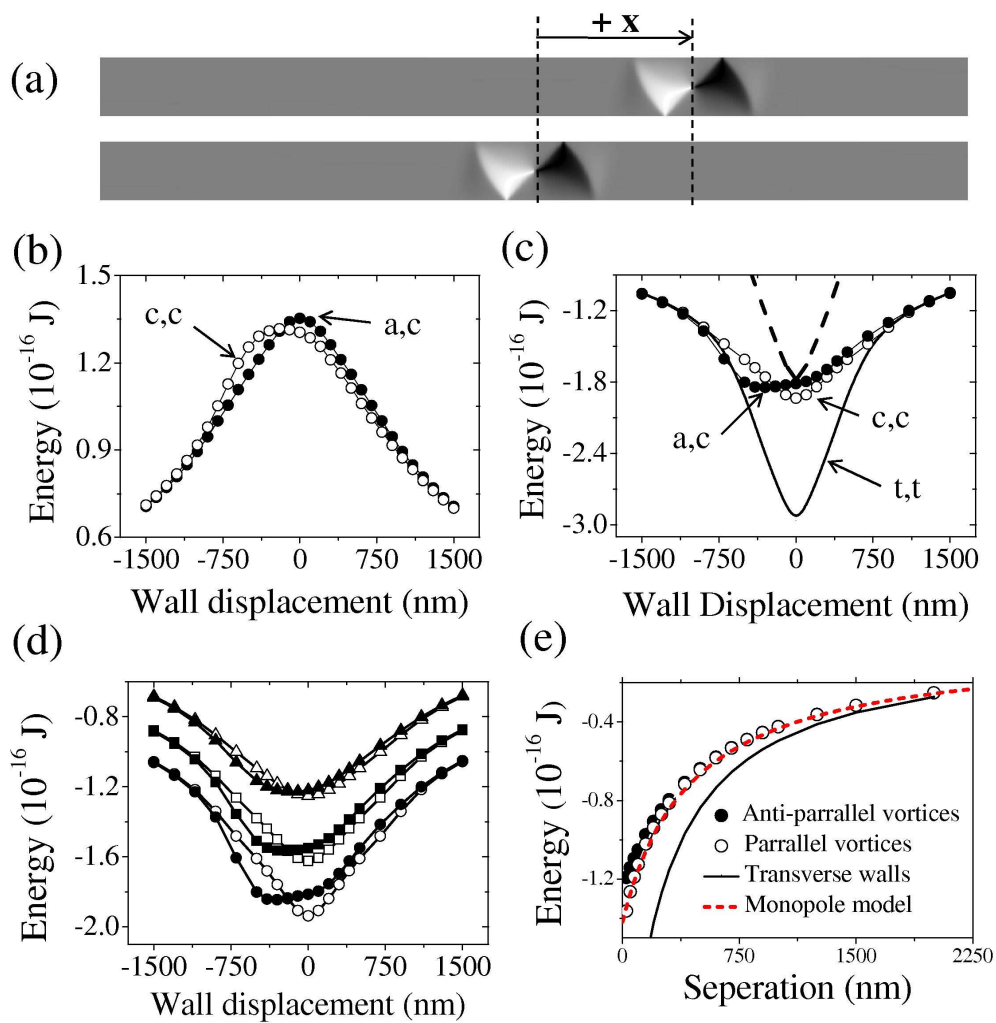 + x
(a)
(b)
1.5
1.2
0.9
0.6
Energy (10⁻¹⁶ J)
c,c
a,c
-1500 -750 0 750 1500
Wall displacement (nm)
(c)
-1.2
-1.8
-2.4
-3.0
Energy (10⁻¹⁶ J)
a,c
c,c
t,t
-1500 -750 0 750 1500
Wall Displacement (nm)
(d)
-0.8
-1.2
-1.6
-2.0
Energy (10⁻¹⁶ J)
-1500 -750 0 750 1500
Wall displacement (nm)
(e)
-0.4
-0.8
-1.2
Energy (10⁻¹⁶ J)
Anti-parrallel vortices
Parrallel vortices
Transverse walls
Monopole model
0 750 1500 2250
Seperation (nm)